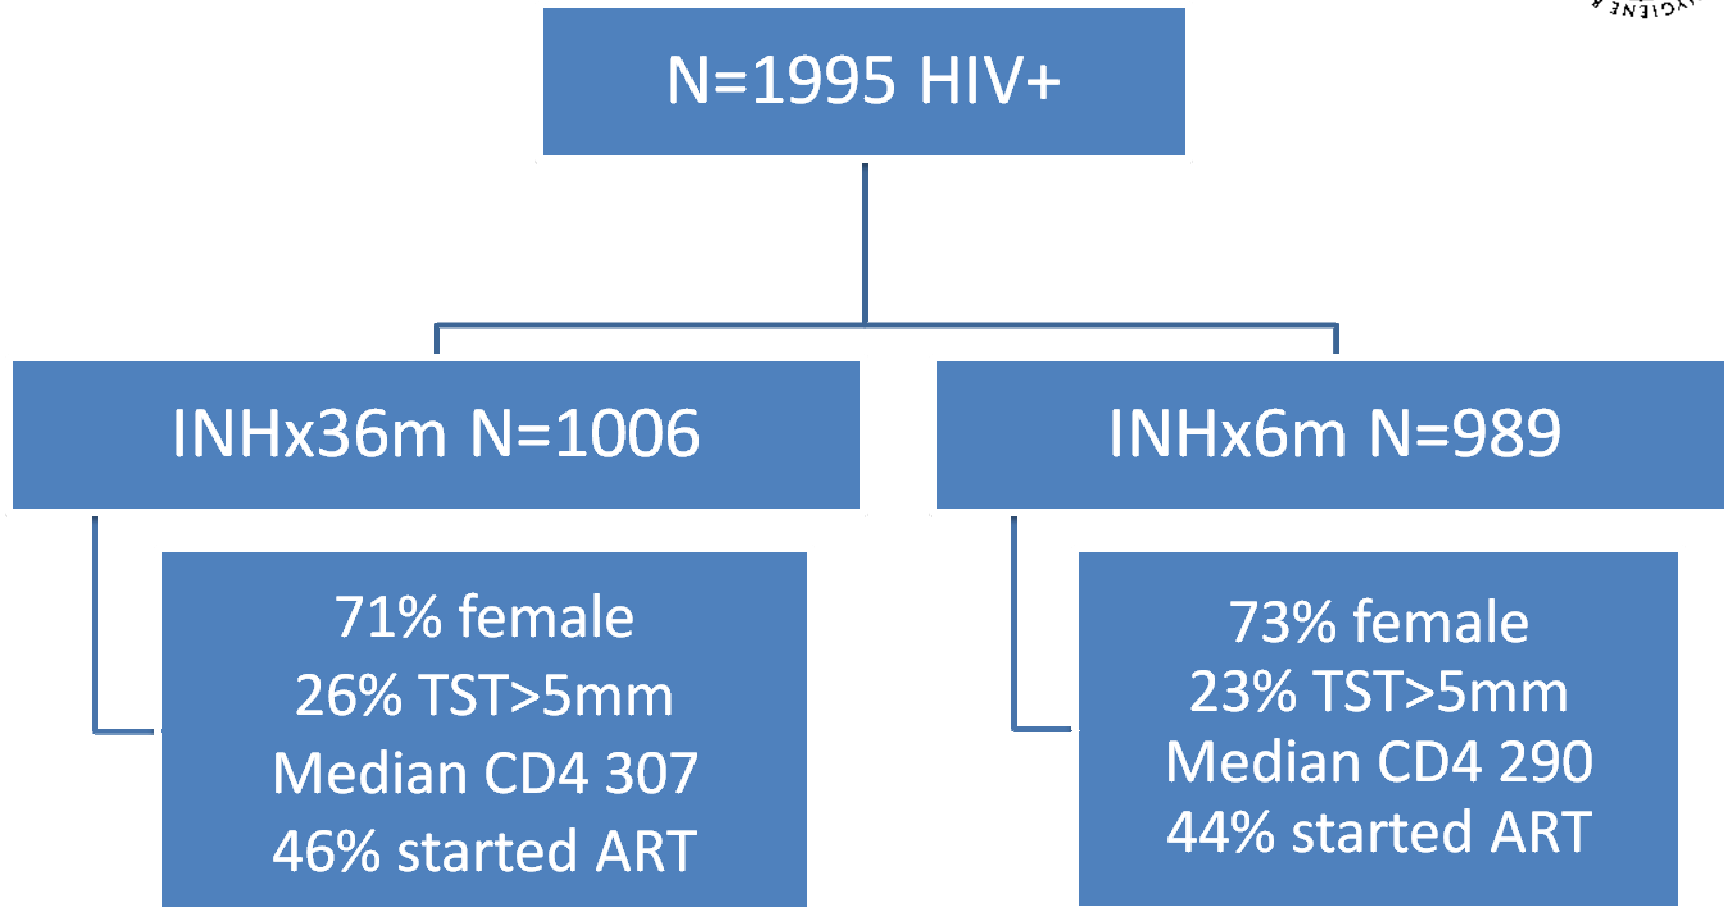 HYGIENE &
N=1995 HIV+
INHx36m N=1006
INHx6m N=989
71% female
26% TST>5mm
Median CD4 307
46% started ART
73% female
23% TST>5mm
Median CD4 290
44% started ART